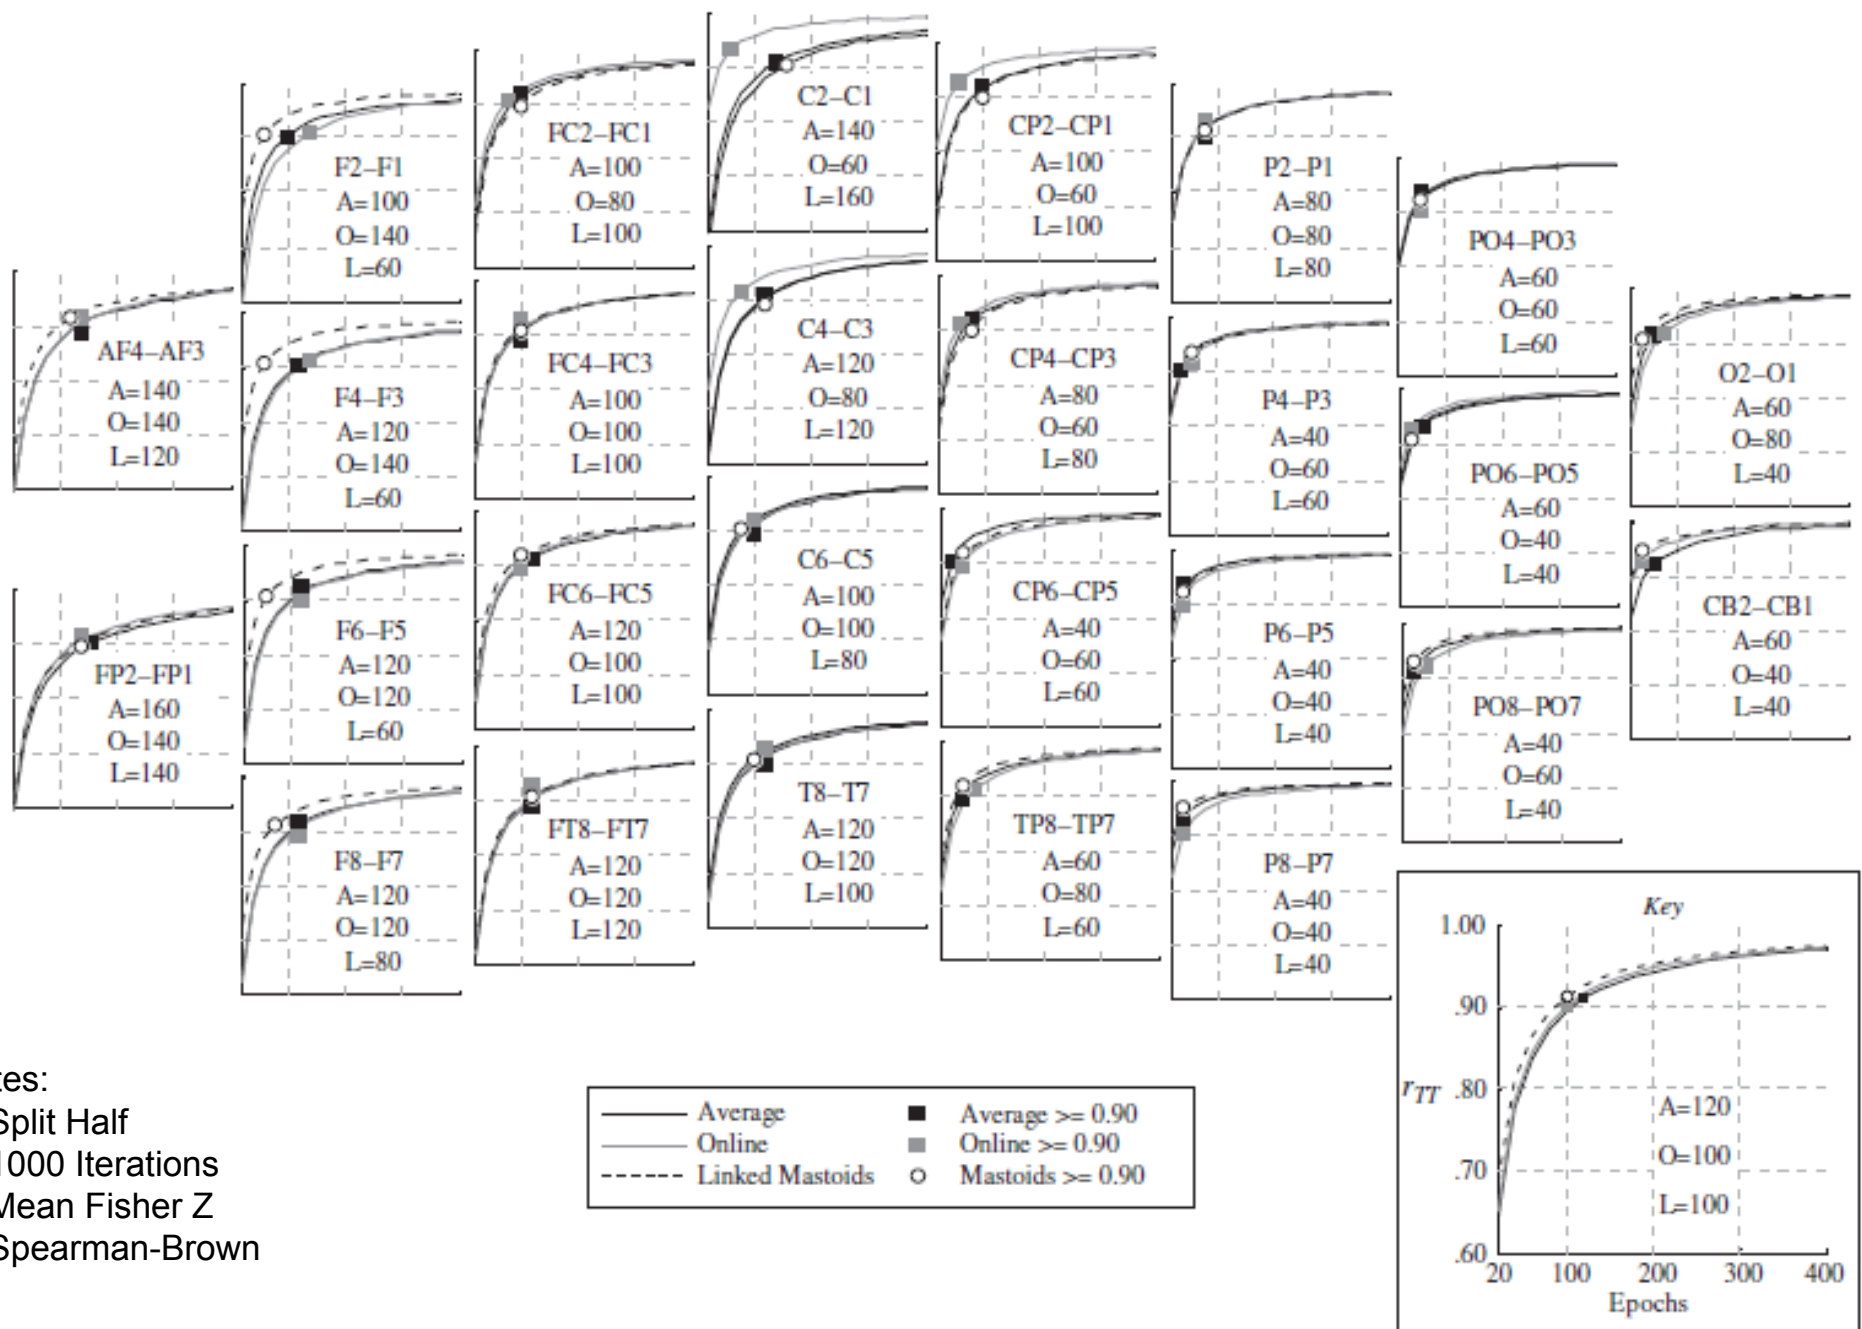 C2–C1
A=140
O=60
L=160
FC2–FC1
A=100
O=80
L=100
CP2–CP1
A=100
O=60
L=100
F2–F1
A=100
O=140
L=60
P2–P1
A=80
O=80
L=80
PO4–PO3
A=60
O=60
L=60
AF4–AF3
A=140
O=140
L=120
F4–F3
A=120
O=140
L=60
FC4–FC3
A=100
O=100
L=100
C4–C3
A=120
O=80
L=120
CP4–CP3
A=80
O=60
L=80
P4–P3
A=40
O=60
L=60
O2–O1
A=60
O=80
L=40
PO6–PO5
A=60
O=40
L=40
FP2–FP1
A=160
O=140
L=140
F6–F5
A=120
O=120
L=60
FC6–FC5
A=120
O=100
L=100
C6–C5
A=100
O=100
L=80
CP6–CP5
A=40
O=60
L=60
P6–P5
A=40
O=40
L=40
CB2–CB1
A=60
O=40
L=40
PO8–PO7
A=40
O=60
L=40
F8–F7
A=120
O=120
L=80
FT8–FT7
A=120
O=120
L=120
T8–T7
A=120
O=120
L=100
TP8–TP7
A=60
O=80
L=60
P8–P7
A=40
O=40
L=40
tes:
Split Half
1000 Iterations
Mean Fisher Z
Spearman-Brown
Average
Average >= 0.90
Online
Online >= 0.90
Linked Mastoids
Mastoids >= 0.90
Key
1.00
.90
rTT
.80
.70
.60
A=120
O=100
L=100
20 100 200 300 400
Epochs